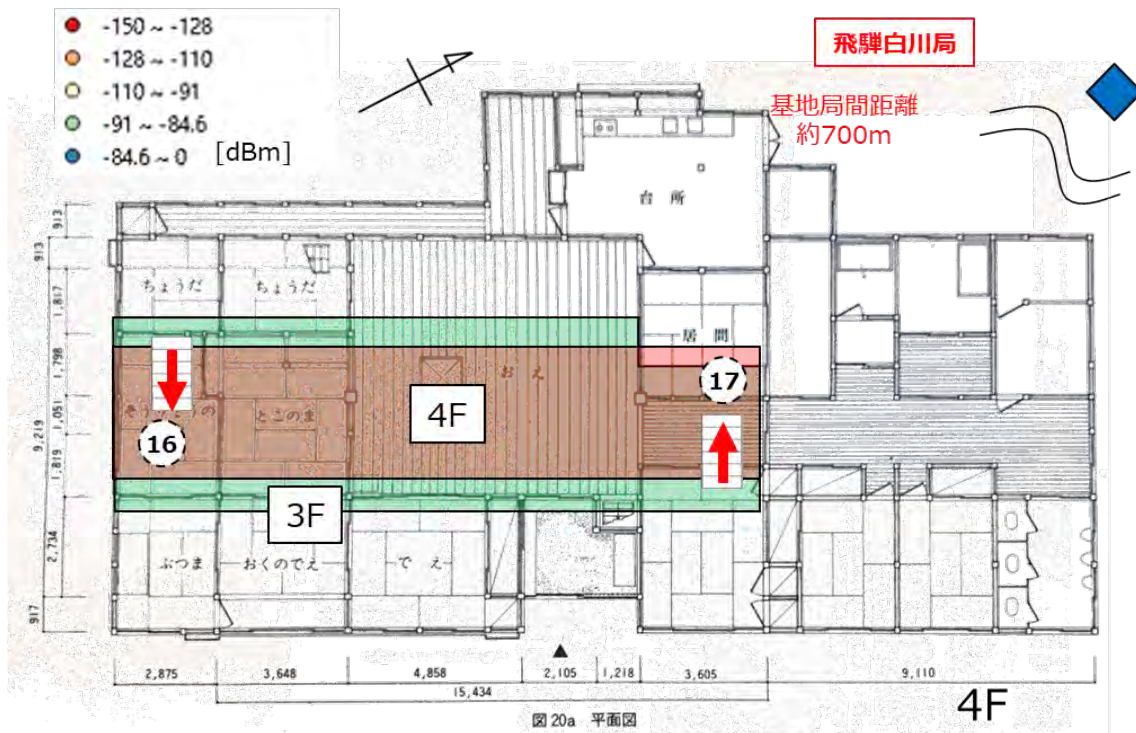 -150 ~ -128
-128 ~ -110
-110 ~ -91
-91 ~ -84.6
-84.6 ~ 0
[dBm]
飛騨白川局
基地局間距離
約700m
台所
ちょうだ
ちょうだ
居間
おえ
とこのま
4F
17
16
3F
ぶつま
おくのでえ
でえ
913
913
1,817
1,798
1,051
1,819
9,219
2,734
917
2,875
3,648
4,858
2,105
1,218
3,605
9,110
15,434
4F
図20a 平面図